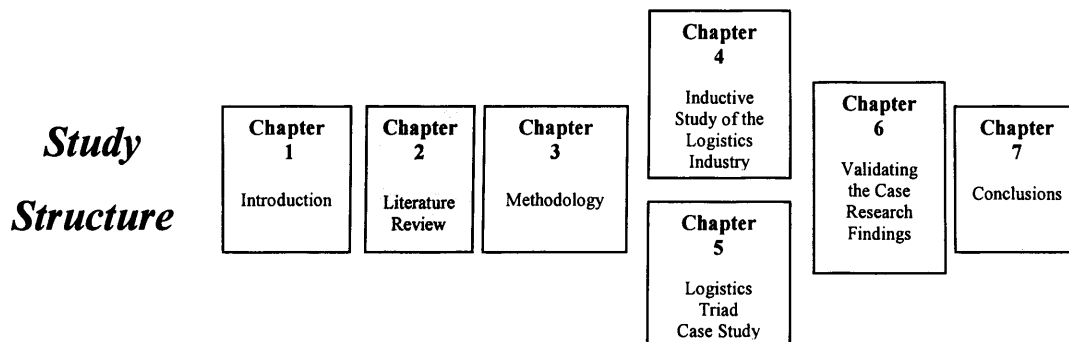 Study
Structure
Chapter
1
Introduction
Chapter
2
Literature
Review
Chapter
3
Methodology
Chapter
4
Inductive
Study of the
Logistics
Industry
Chapter
5
Logistics
Triad
Case Study
Chapter
6
Validating
the Case
Research
Findings
Chapter
7
Conclusions